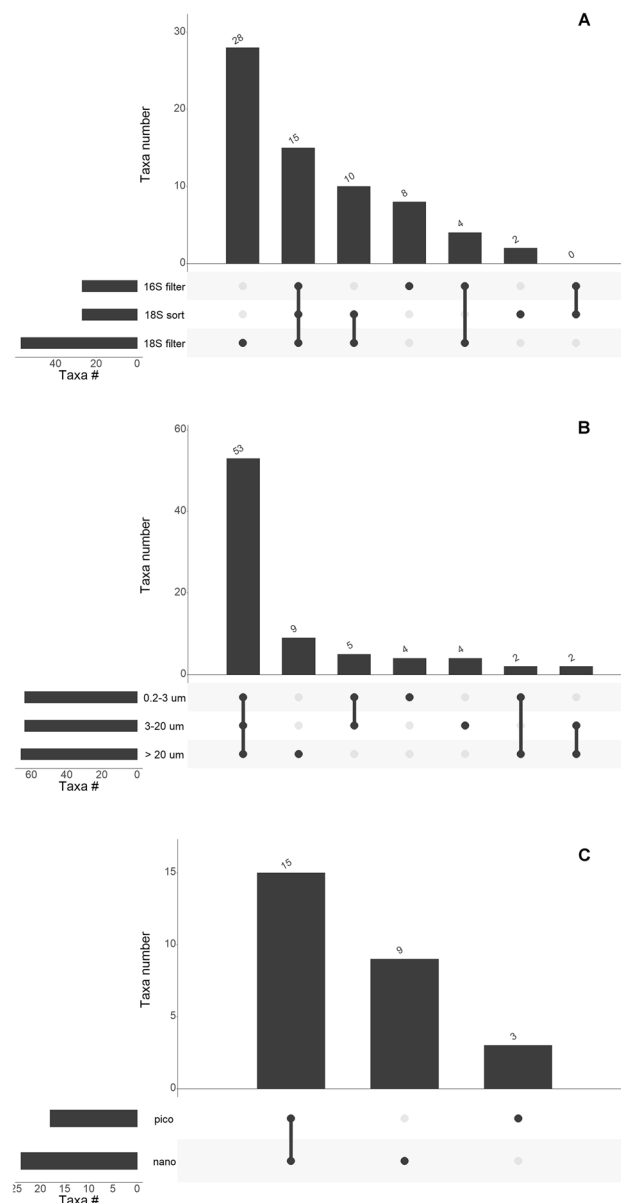 A
30
28
20
15
10
10
8
4
2
0
0
Taxa number
16S filter
18S sort
18S filter
40 20 0
Taxa #
B
60
53
40
20
9
5
4
4
2
2
0
Taxa number
0.2-3 um
3-20 um
> 20 um
60 40 20 0
Taxa #
C
15
15
10
9
5
3
0
Taxa number
pico
nano
25 20 15 10 5 0
Taxa #